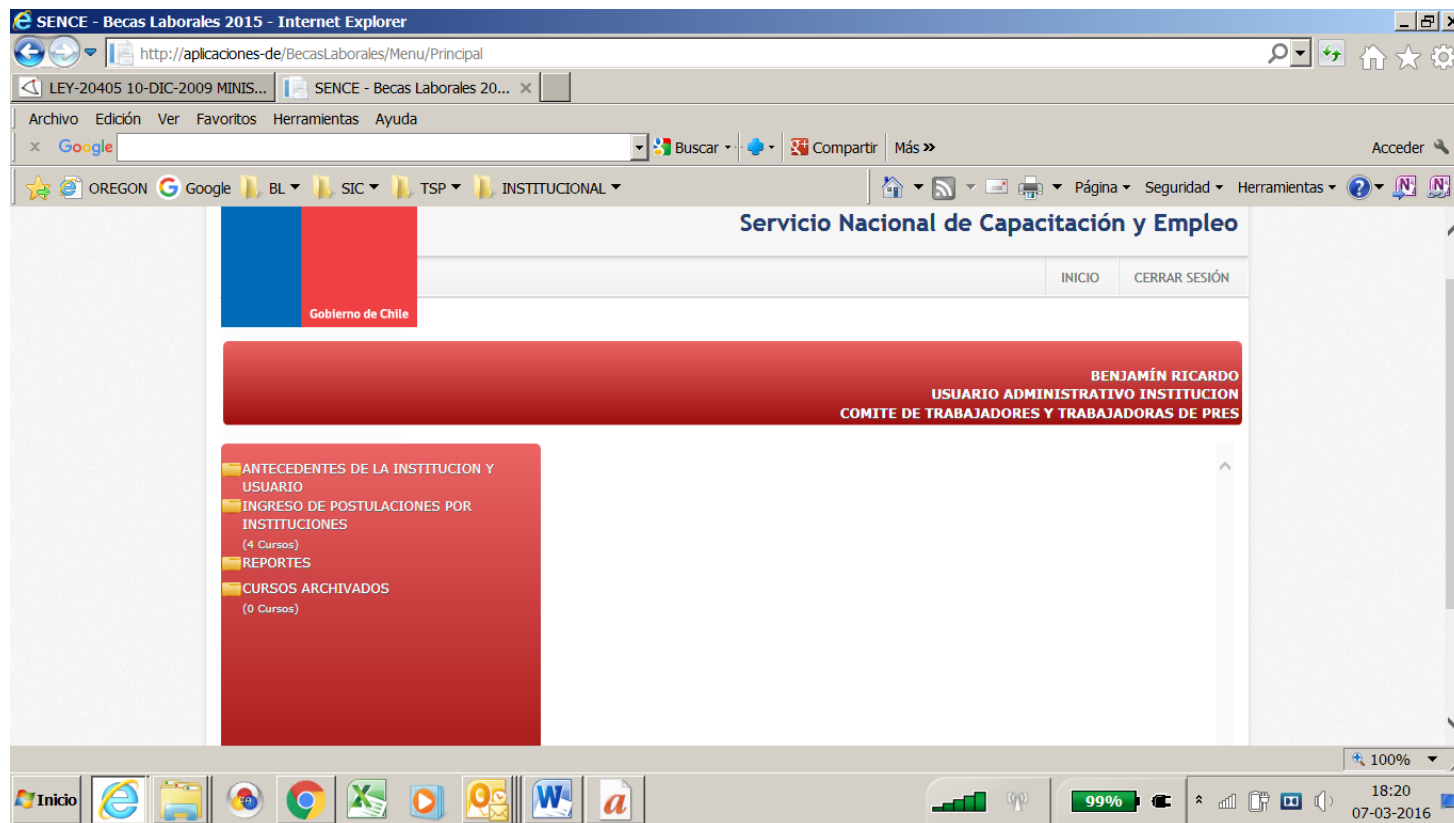 SENCE - Becas Laborales 2015 - Internet Explorer
http://aplicaciones-de/BecasLaborales/Menu/Principal
LEY-20405 10-DIC-2009 MINIS... SENCE - Becas Laborales 20...
Archivo Edición Ver Favoritos Herramientas Ayuda
x Google Buscar Compartir Más » Acceder
OREGON Google BL SIC TSP INSTITUCIONAL Página Seguridad Herramientas
Servicio Nacional de Capacitación y Empleo
INICIO CERRAR SESIÓN
Gobierno de Chile
BENJAMÍN RICARDO
USUARIO ADMINISTRATIVO INSTITUCION
COMITE DE TRABAJADORES Y TRABAJADORAS DE PRES
ANTECEDENTES DE LA INSTITUCION Y
USUARIO
INGRESO DE POSTULACIONES POR
INSTITUCIONES
(4 Cursos)
REPORTES
CURSOS ARCHIVADOS
(0 Cursos)
100%
Inicio 99% 18:20
07-03-2016